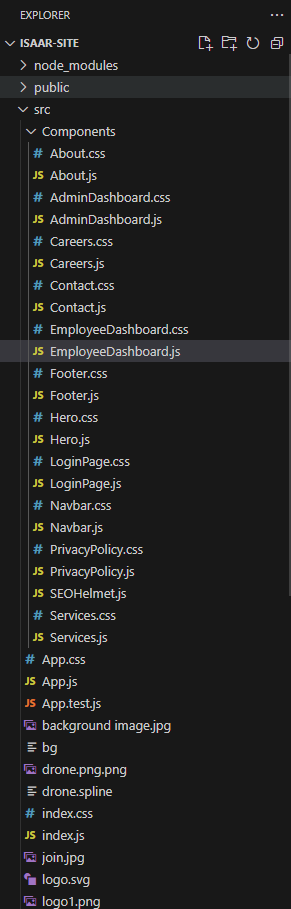 EXPLORER
ISAAR-SITE
node_modules
public
src
Components
# About.css
JS About.js
# AdminDashboard.css
JS AdminDashboard.js
# Careers.css
JS Careers.js
# Contact.css
JS Contact.js
# EmployeeDashboard.css
JS EmployeeDashboard.js
# Footer.css
JS Footer.js
# Hero.css
JS Hero.js
# LoginPage.css
JS LoginPage.js
# Navbar.css
JS Navbar.js
# PrivacyPolicy.css
JS PrivacyPolicy.js
JS SEOHelmet.js
# Services.css
JS Services.js
# App.css
JS App.js
JS App.test.js
background image.jpg
bg
drone.png.png
drone.spline
# index.css
JS index.js
join.jpg
logo.svg
logo1.png